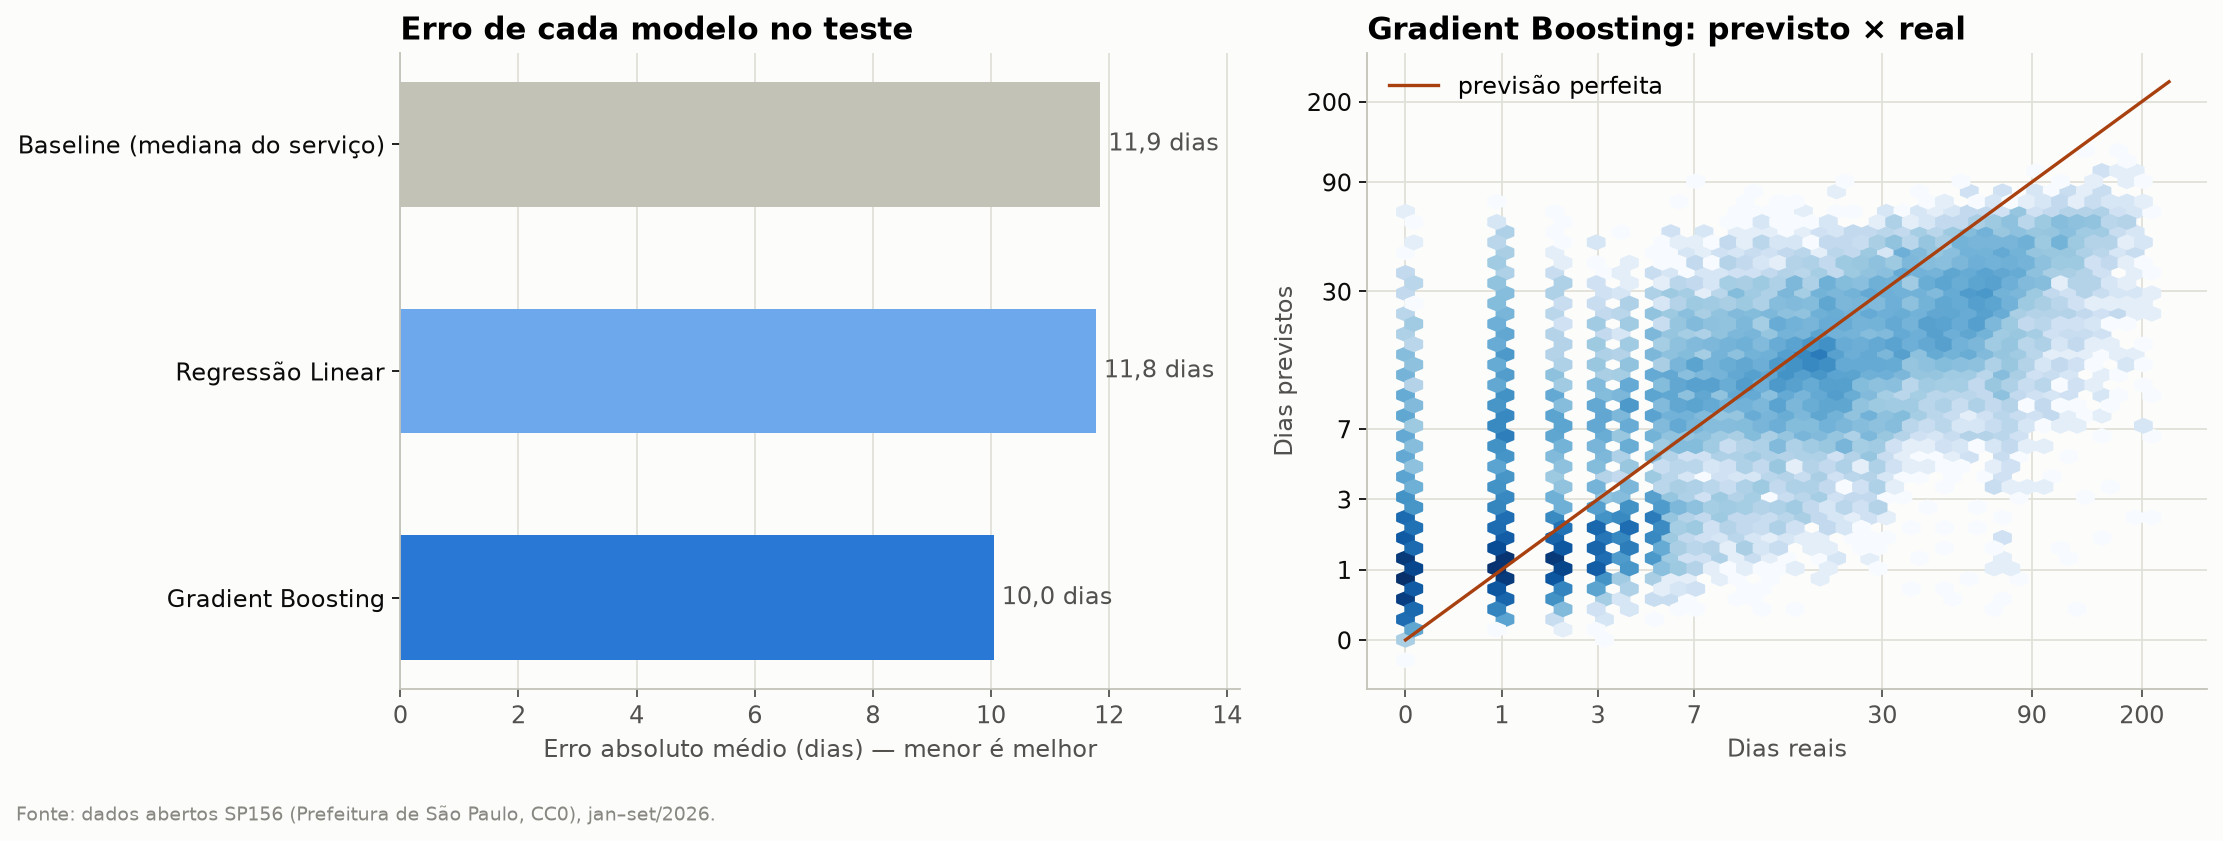 Erro de cada modelo no teste
Baseline (mediana do serviço)
11,9 dias
Regressão Linear
11,8 dias
Gradient Boosting
10,0 dias
0 2 4 6 8 10 12 14
Erro absoluto médio (dias) — menor é melhor
Gradient Boosting: previsto × real
previsão perfeita
Dias previstos
200
90
30
7
3
1
0
0 1 3 7 30 90 200
Dias reais
Fonte: dados abertos SP156 (Prefeitura de São Paulo, CC0), jan–set/2026.